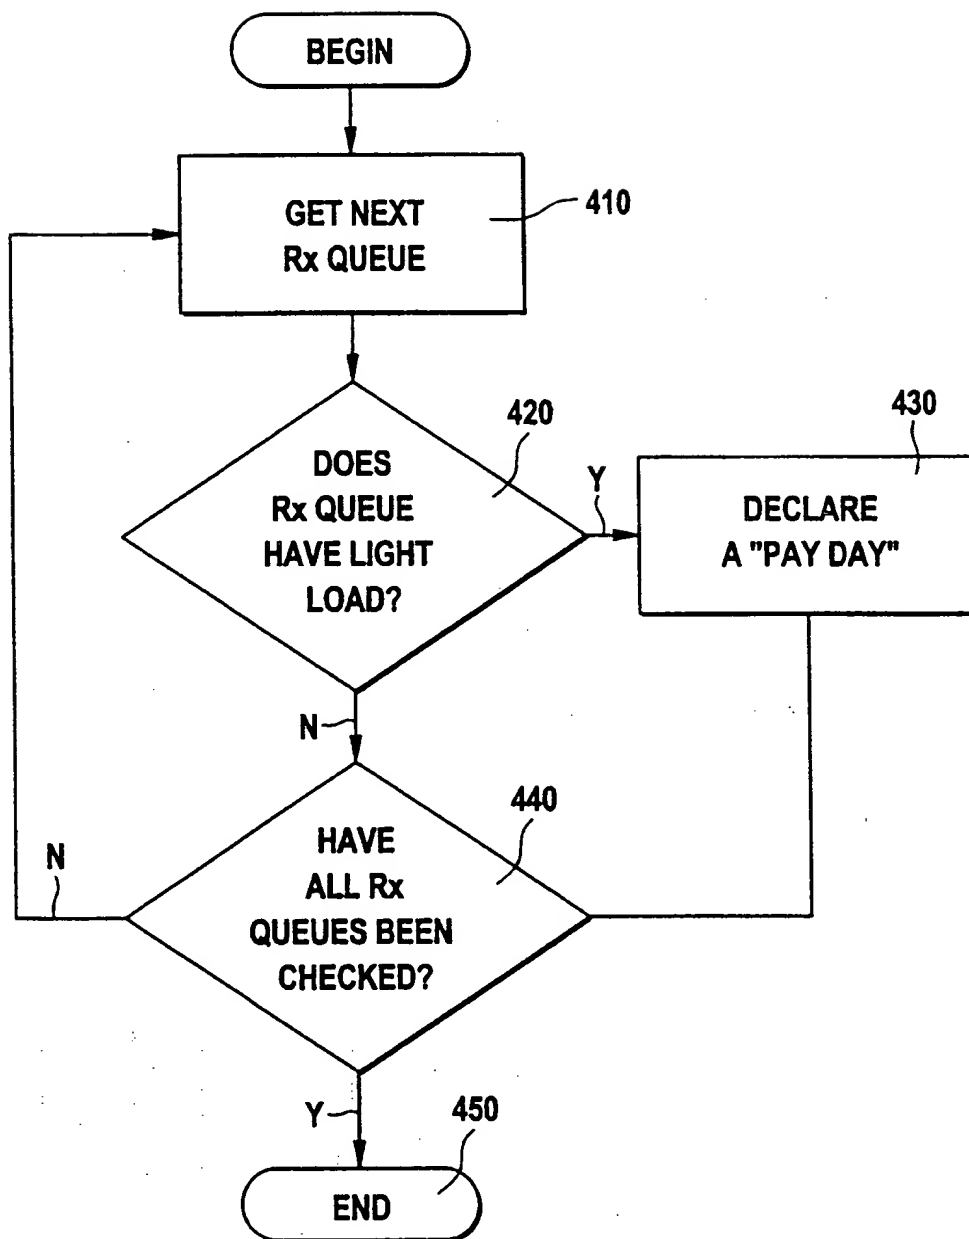 BEGIN
GET NEXT
Rx QUEUE
410
DOES
Rx QUEUE
HAVE LIGHT
LOAD?
420
Y
430
DECLARE
A "PAY DAY"
N
HAVE
ALL Rx
QUEUES BEEN
CHECKED?
440
N
Y
450
END